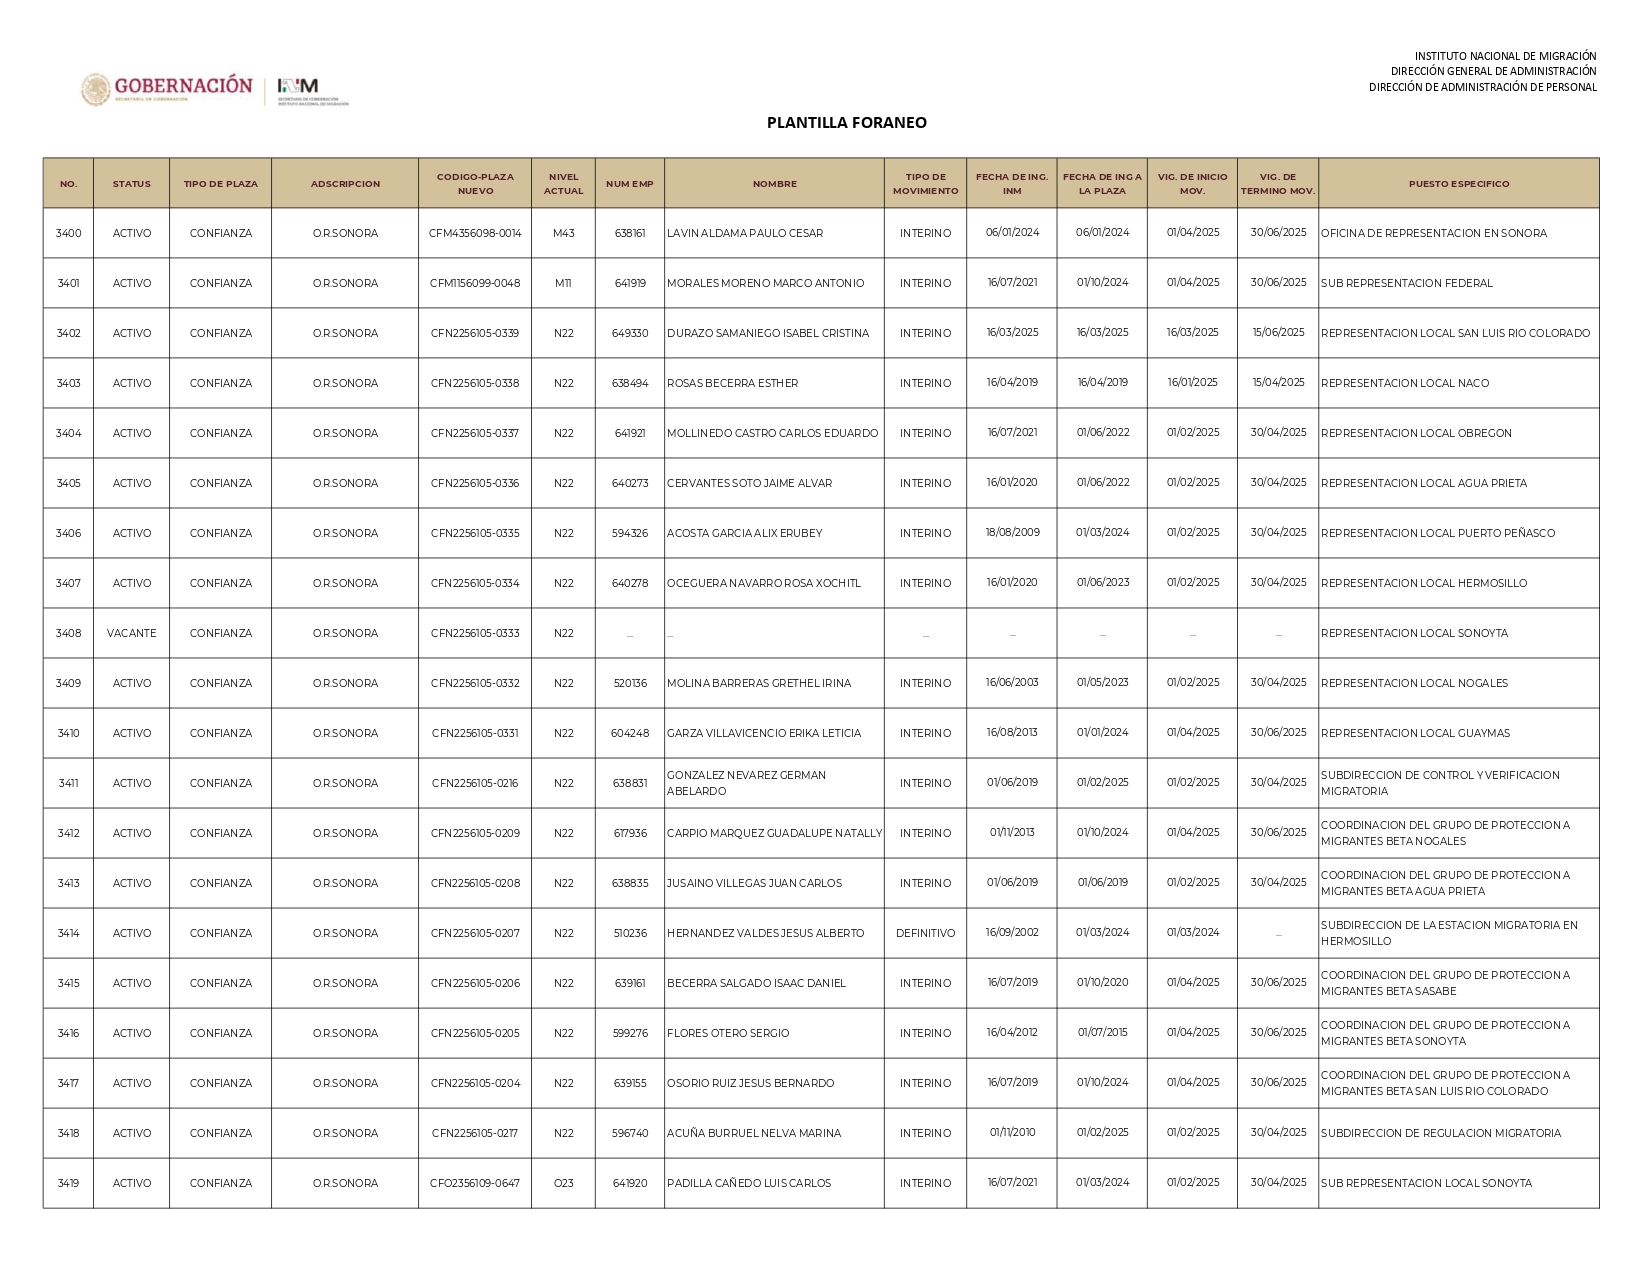 INSTITUTO NACIONAL DE MIGRACIÓN
DIRECCIÓN GENERAL DE ADMINISTRACIÓN
DIRECCIÓN DE ADMINISTRACIÓN DE PERSONAL
GOBERNACIÓN
SECRETARÍA DE GOBERNACIÓN
INM
SECRETARÍA DE GOBERNACIÓN
INSTITUTO NACIONAL DE MIGRACIÓN
PLANTILLA FORANEO
NO. STATUS TIPO DE PLAZA ADSCRIPCION CODIGO-PLAZA NUEVO NIVEL ACTUAL NUM EMP NOMBRE TIPO DE MOVIMIENTO FECHA DE ING. INM FECHA DE ING A LA PLAZA VIG. DE INICIO MOV. VIG. DE TERMINO MOV. PUESTO ESPECIFICO
3400 ACTIVO CONFIANZA O.R.SONORA CFM4356098-0014 M43 638161 LAVIN ALDAMA PAULO CESAR INTERINO 06/01/2024 06/01/2024 01/04/2025 30/06/2025 OFICINA DE REPRESENTACION EN SONORA
3401 ACTIVO CONFIANZA O.R.SONORA CFM1156099-0048 M11 641919 MORALES MORENO MARCO ANTONIO INTERINO 16/07/2021 01/10/2024 01/04/2025 30/06/2025 SUB REPRESENTACION FEDERAL
3402 ACTIVO CONFIANZA O.R.SONORA CFN2256105-0339 N22 649330 DURAZO SAMANIEGO ISABEL CRISTINA INTERINO 16/03/2025 16/03/2025 16/03/2025 15/06/2025 REPRESENTACION LOCAL SAN LUIS RIO COLORADO
3403 ACTIVO CONFIANZA O.R.SONORA CFN2256105-0338 N22 638494 ROSAS BECERRA ESTHER INTERINO 16/04/2019 16/04/2019 16/01/2025 15/04/2025 REPRESENTACION LOCAL NACO
3404 ACTIVO CONFIANZA O.R.SONORA CFN2256105-0337 N22 641921 MOLLINEDO CASTRO CARLOS EDUARDO INTERINO 16/07/2021 01/06/2022 01/02/2025 30/04/2025 REPRESENTACION LOCAL OBREGON
3405 ACTIVO CONFIANZA O.R.SONORA CFN2256105-0336 N22 640273 CERVANTES SOTO JAIME ALVAR INTERINO 16/01/2020 01/06/2022 01/02/2025 30/04/2025 REPRESENTACION LOCAL AGUA PRIETA
3406 ACTIVO CONFIANZA O.R.SONORA CFN2256105-0335 N22 594326 ACOSTA GARCIA ALIX ERUBEY INTERINO 18/08/2009 01/03/2024 01/02/2025 30/04/2025 REPRESENTACION LOCAL PUERTO PEÑASCO
3407 ACTIVO CONFIANZA O.R.SONORA CFN2256105-0334 N22 640278 OCEGUERA NAVARRO ROSA XOCHITL INTERINO 16/01/2020 01/06/2023 01/02/2025 30/04/2025 REPRESENTACION LOCAL HERMOSILLO
3408 VACANTE CONFIANZA O.R.SONORA CFN2256105-0333 N22 ... ... ... ... ... ... ... REPRESENTACION LOCAL SONOYTA
3409 ACTIVO CONFIANZA O.R.SONORA CFN2256105-0332 N22 520136 MOLINA BARRERAS GRETHEL IRINA INTERINO 16/06/2003 01/05/2023 01/02/2025 30/04/2025 REPRESENTACION LOCAL NOGALES
3410 ACTIVO CONFIANZA O.R.SONORA CFN2256105-0331 N22 604248 GARZA VILLAVICENCIO ERIKA LETICIA INTERINO 16/08/2013 01/01/2024 01/04/2025 30/06/2025 REPRESENTACION LOCAL GUAYMAS
3411 ACTIVO CONFIANZA O.R.SONORA CFN2256105-0216 N22 638831 GONZALEZ NEVAREZ GERMAN ABELARDO INTERINO 01/06/2019 01/02/2025 01/02/2025 30/04/2025 SUBDIRECCION DE CONTROL Y VERIFICACION MIGRATORIA
3412 ACTIVO CONFIANZA O.R.SONORA CFN2256105-0209 N22 617936 CARPIO MARQUEZ GUADALUPE NATALLY INTERINO 01/11/2013 01/10/2024 01/04/2025 30/06/2025 COORDINACION DEL GRUPO DE PROTECCION A MIGRANTES BETA NOGALES
3413 ACTIVO CONFIANZA O.R.SONORA CFN2256105-0208 N22 638835 JUSAINO VILLEGAS JUAN CARLOS INTERINO 01/06/2019 01/06/2019 01/02/2025 30/04/2025 COORDINACION DEL GRUPO DE PROTECCION A MIGRANTES BETA AGUA PRIETA
3414 ACTIVO CONFIANZA O.R.SONORA CFN2256105-0207 N22 510236 HERNANDEZ VALDES JESUS ALBERTO DEFINITIVO 16/09/2002 01/03/2024 01/03/2024 ... SUBDIRECCION DE LA ESTACION MIGRATORIA EN HERMOSILLO
3415 ACTIVO CONFIANZA O.R.SONORA CFN2256105-0206 N22 639161 BECERRA SALGADO ISAAC DANIEL INTERINO 16/07/2019 01/10/2020 01/04/2025 30/06/2025 COORDINACION DEL GRUPO DE PROTECCION A MIGRANTES BETA SASABE
3416 ACTIVO CONFIANZA O.R.SONORA CFN2256105-0205 N22 599276 FLORES OTERO SERGIO INTERINO 16/04/2012 01/07/2015 01/04/2025 30/06/2025 COORDINACION DEL GRUPO DE PROTECCION A MIGRANTES BETA SONOYTA
3417 ACTIVO CONFIANZA O.R.SONORA CFN2256105-0204 N22 639155 OSORIO RUIZ JESUS BERNARDO INTERINO 16/07/2019 01/10/2024 01/04/2025 30/06/2025 COORDINACION DEL GRUPO DE PROTECCION A MIGRANTES BETA SAN LUIS RIO COLORADO
3418 ACTIVO CONFIANZA O.R.SONORA CFN2256105-0217 N22 596740 ACUÑA BURRUEL NELVA MARINA INTERINO 01/11/2010 01/02/2025 01/02/2025 30/04/2025 SUBDIRECCION DE REGULACION MIGRATORIA
3419 ACTIVO CONFIANZA O.R.SONORA CFO2356109-0647 O23 641920 PADILLA CAÑEDO LUIS CARLOS INTERINO 16/07/2021 01/03/2024 01/02/2025 30/04/2025 SUB REPRESENTACION LOCAL SONOYTA